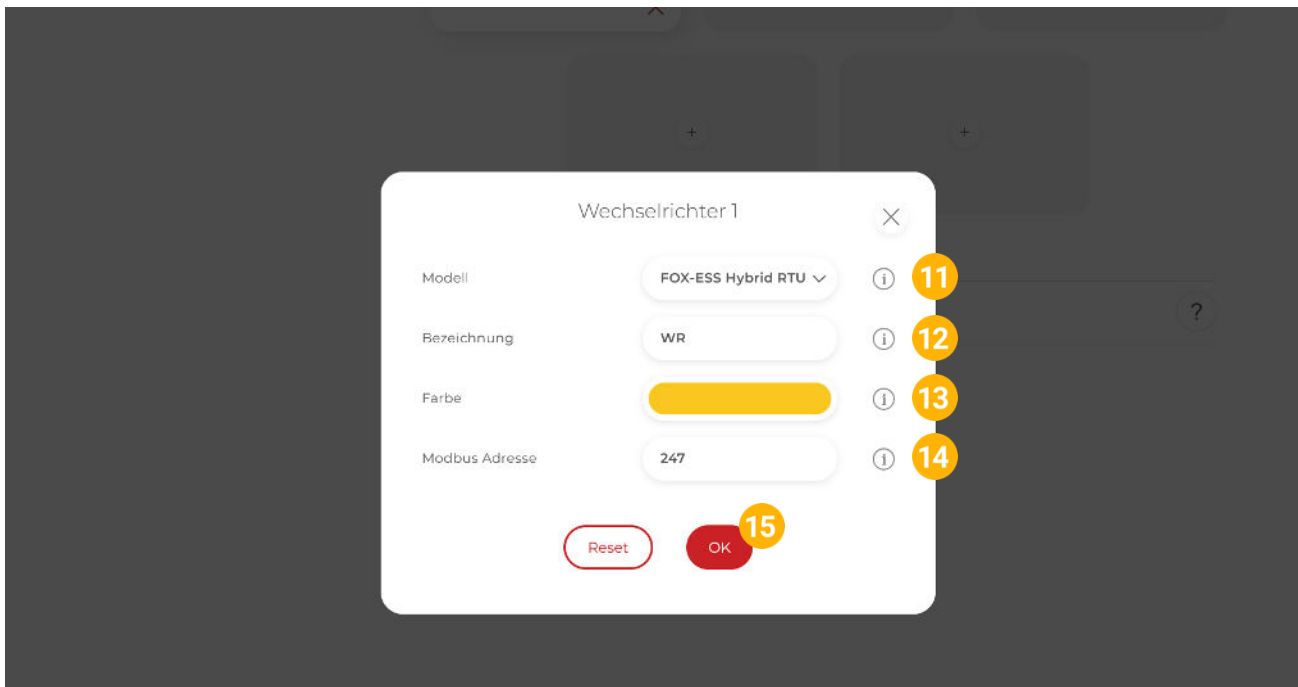 Wechselrichter 1
Modell FOX-ESS Hybrid RTU 11
Bezeichnung WR 12
Farbe 13
Modbus Adresse 247 14
15
Reset OK
?